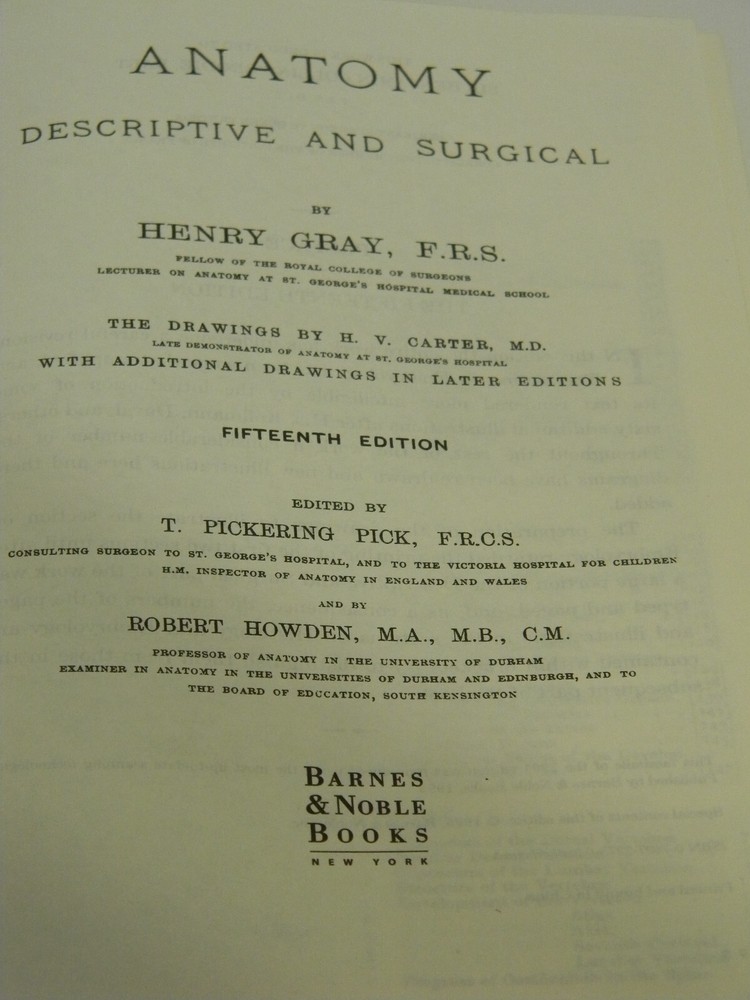 ANATOMY
DESCRIPTIVE AND SURGICAL
BY
HENRY GRAY, F.R.S.
FELLOW OF THE ROYAL COLLEGE OF SURGEONS
LECTURER ON ANATOMY AT ST. GEORGE'S HOSPITAL MEDICAL SCHOOL
THE DRAWINGS BY H. V. CARTER, M.D.
LATE DEMONSTRATOR OF ANATOMY AT ST. GEORGE'S HOSPITAL
WITH ADDITIONAL DRAWINGS IN LATER EDITIONS
FIFTEENTH EDITION
EDITED BY
T. PICKERING PICK, F.R.C.S.
CONSULTING SURGEON TO ST. GEORGE'S HOSPITAL, AND TO THE VICTORIA HOSPITAL FOR CHILDREN
H.M. INSPECTOR OF ANATOMY IN ENGLAND AND WALES
AND BY
ROBERT HOWDEN, M.A., M.B., C.M.
PROFESSOR OF ANATOMY IN THE UNIVERSITY OF DURHAM
EXAMINER IN ANATOMY IN THE UNIVERSITIES OF DURHAM AND EDINBURGH, AND TO
THE BOARD OF EDUCATION, SOUTH KENSINGTON
BARNES
& NOBLE
BOOKS
NEW YORK